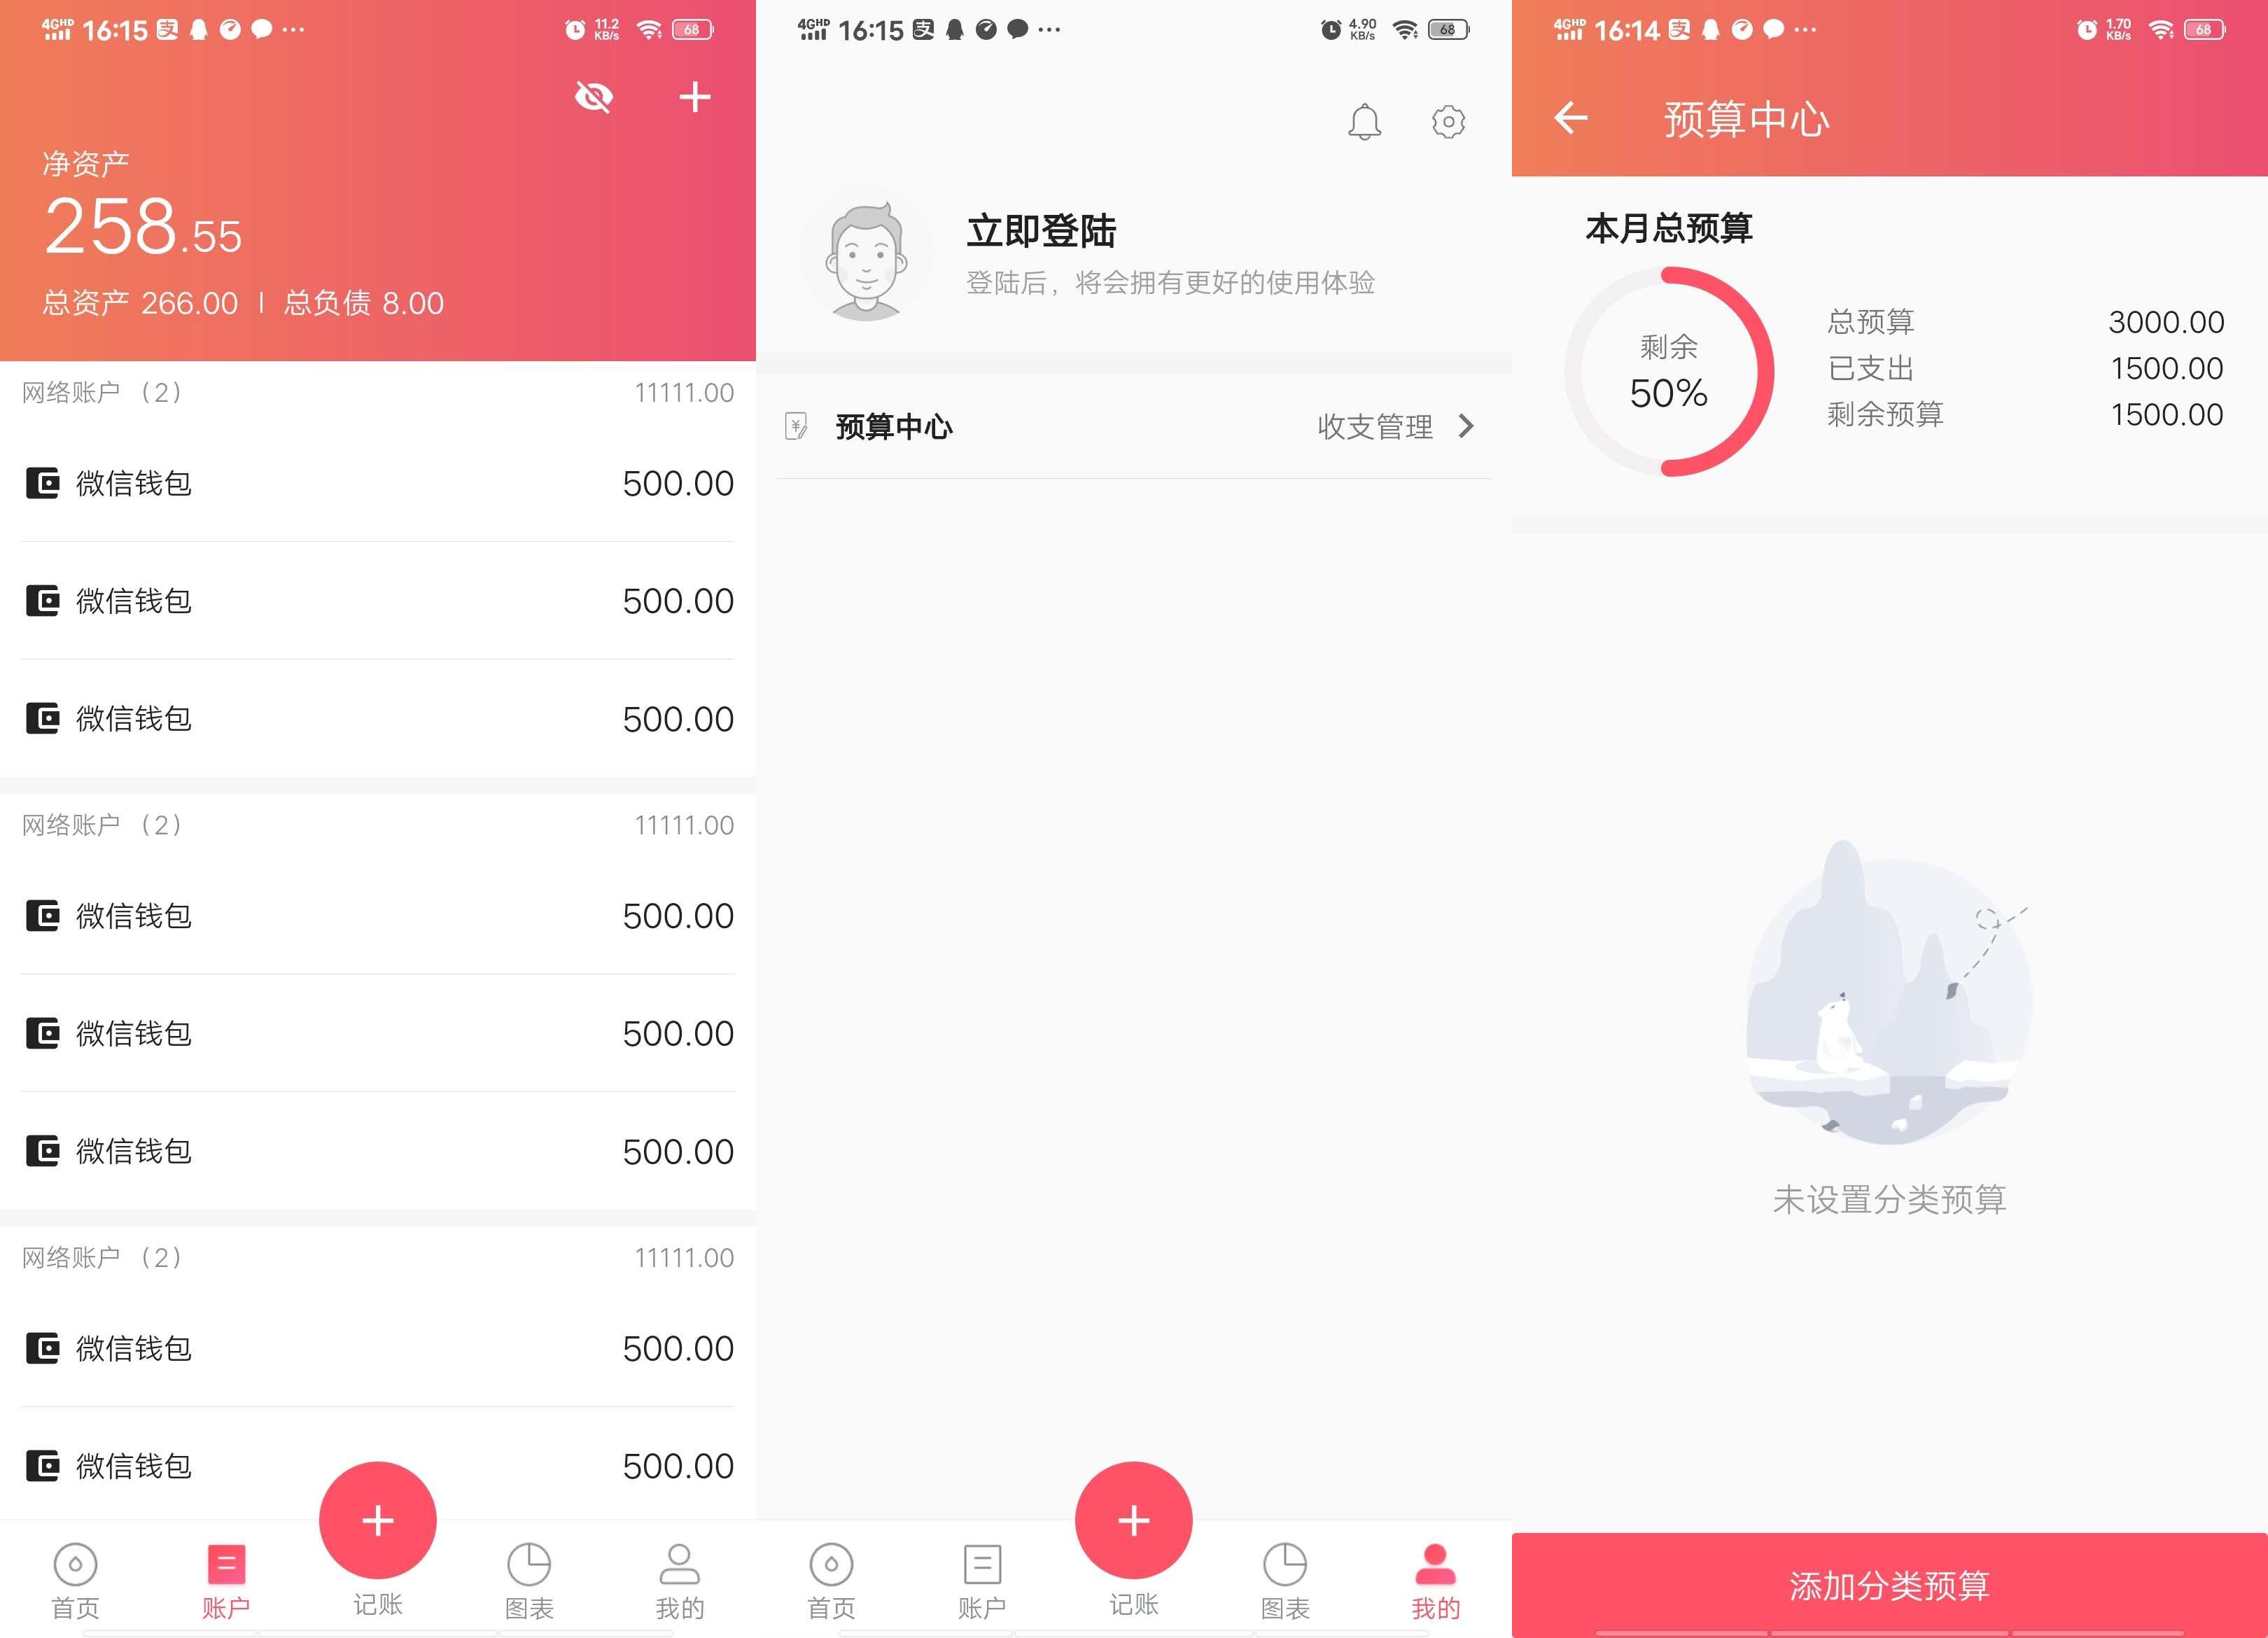 4GHD 16:15 支 ... 11.2 KB/s 68
净资产
258.55
总资产 266.00 | 总负债 8.00
网络账户 （2） 11111.00
微信钱包 500.00
微信钱包 500.00
微信钱包 500.00
网络账户 （2） 11111.00
微信钱包 500.00
微信钱包 500.00
微信钱包 500.00
网络账户 （2） 11111.00
微信钱包 500.00
微信钱包 500.00
首页 账户 记账 图表 我的
4GHD 16:15 支 ... 4.90 KB/s 68
立即登陆
登陆后，将会拥有更好的使用体验
预算中心 收支管理
首页 账户 记账 图表 我的
4GHD 16:14 支 ... 1.70 KB/s 68
预算中心
本月总预算
剩余
50%
总预算 3000.00
已支出 1500.00
剩余预算 1500.00
未设置分类预算
添加分类预算